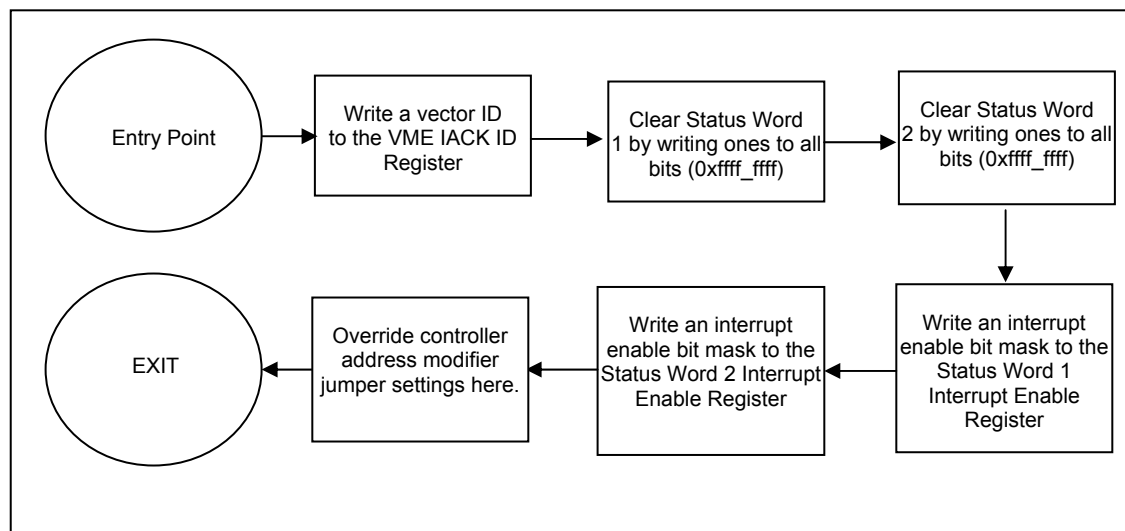 Entry Point
Write a vector ID
to the VME IACK ID
Register
Clear Status Word
1 by writing ones to all
bits (0xffff_ffff)
Clear Status Word
2 by writing ones to all
bits (0xffff_ffff)
Write an interrupt
enable bit mask to the
Status Word 1
Interrupt Enable
Register
Write an interrupt
enable bit mask to the
Status Word 2 Interrupt
Enable Register
Override controller
address modifier
jumper settings here.
EXIT